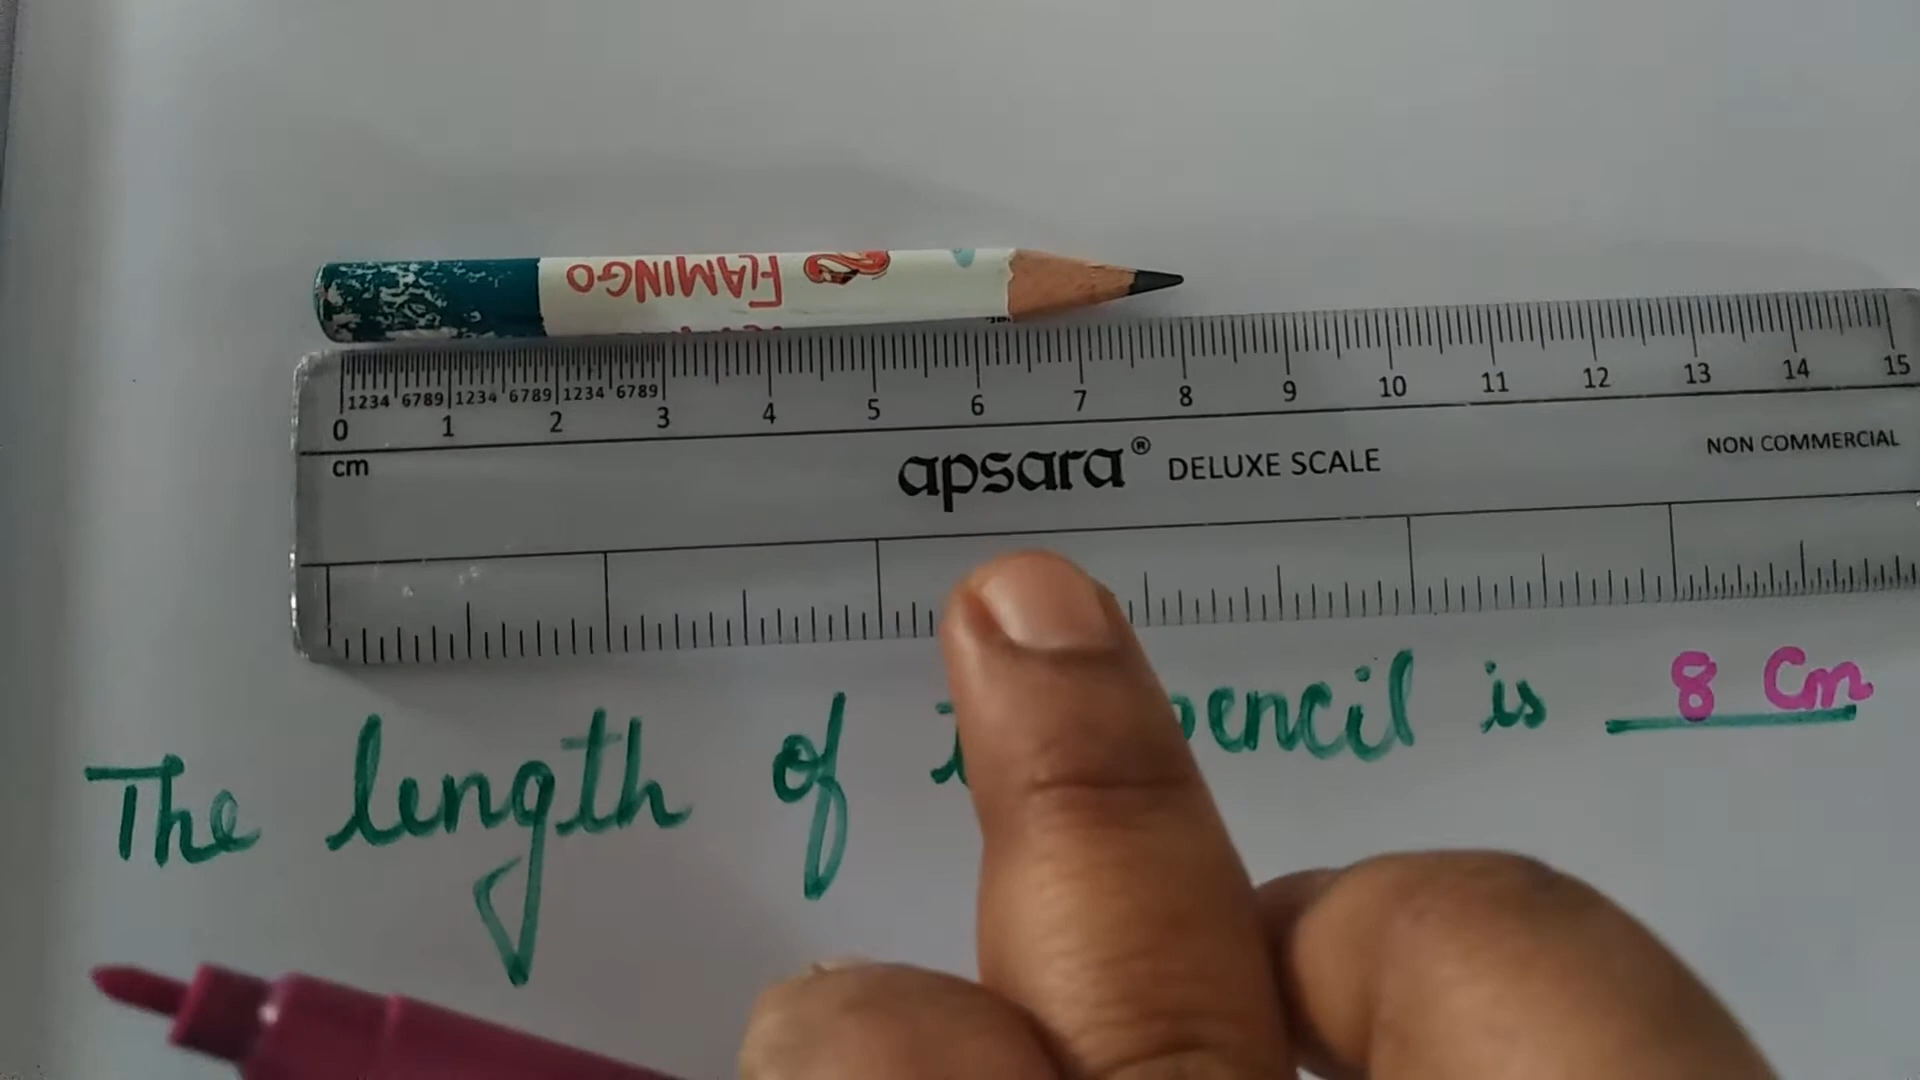 FLAMINGO
1234 6789 1234 6789 1234 6789
0 1 2 3 4 5 6 7 8 9 10 11 12 13 14 15
cm
apsara® DELUXE SCALE
NON COMMERCIAL
The length of pencil is 8 Cm